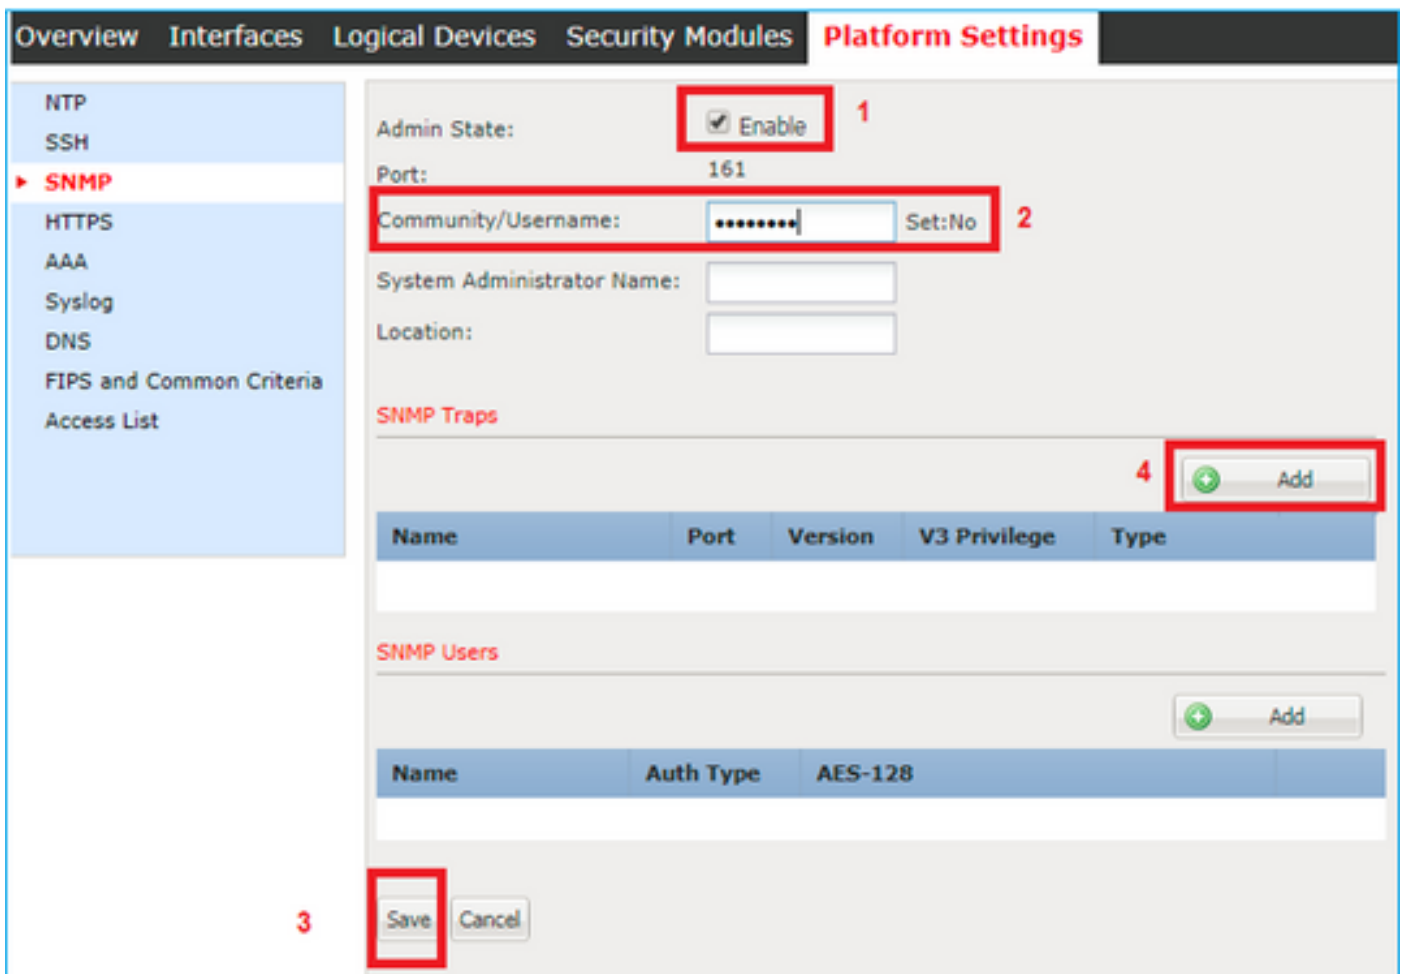 Overview Interfaces Logical Devices Security Modules Platform Settings
NTP
SSH
SNMP
HTTPS
AAA
Syslog
DNS
FIPS and Common Criteria
Access List
Admin State: Enable 1
Port: 161
Community/Username: •••••••• Set:No 2
System Administrator Name:
Location:
SNMP Traps
4 Add
Name Port Version V3 Privilege Type
SNMP Users
Add
Name Auth Type AES-128
3 Save Cancel